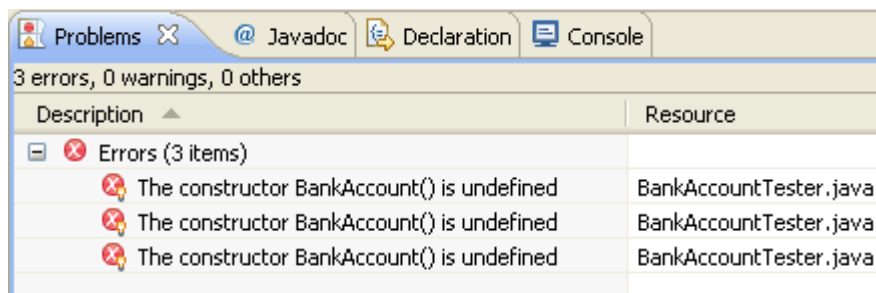 Problems @ Javadoc Declaration Console
3 errors, 0 warnings, 0 others
Description Resource
Errors (3 items)
The constructor BankAccount() is undefined BankAccountTester.java
The constructor BankAccount() is undefined BankAccountTester.java
The constructor BankAccount() is undefined BankAccountTester.java